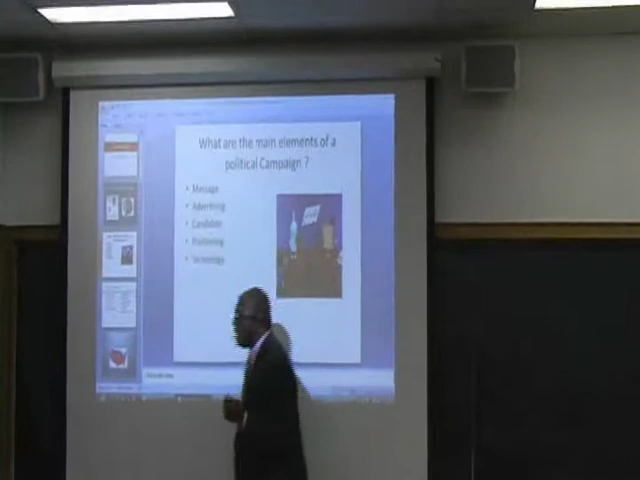 What are the main elements of a
political Campaign ?
• Message
• Advertising
• Candidate
• Positioning
• Technology